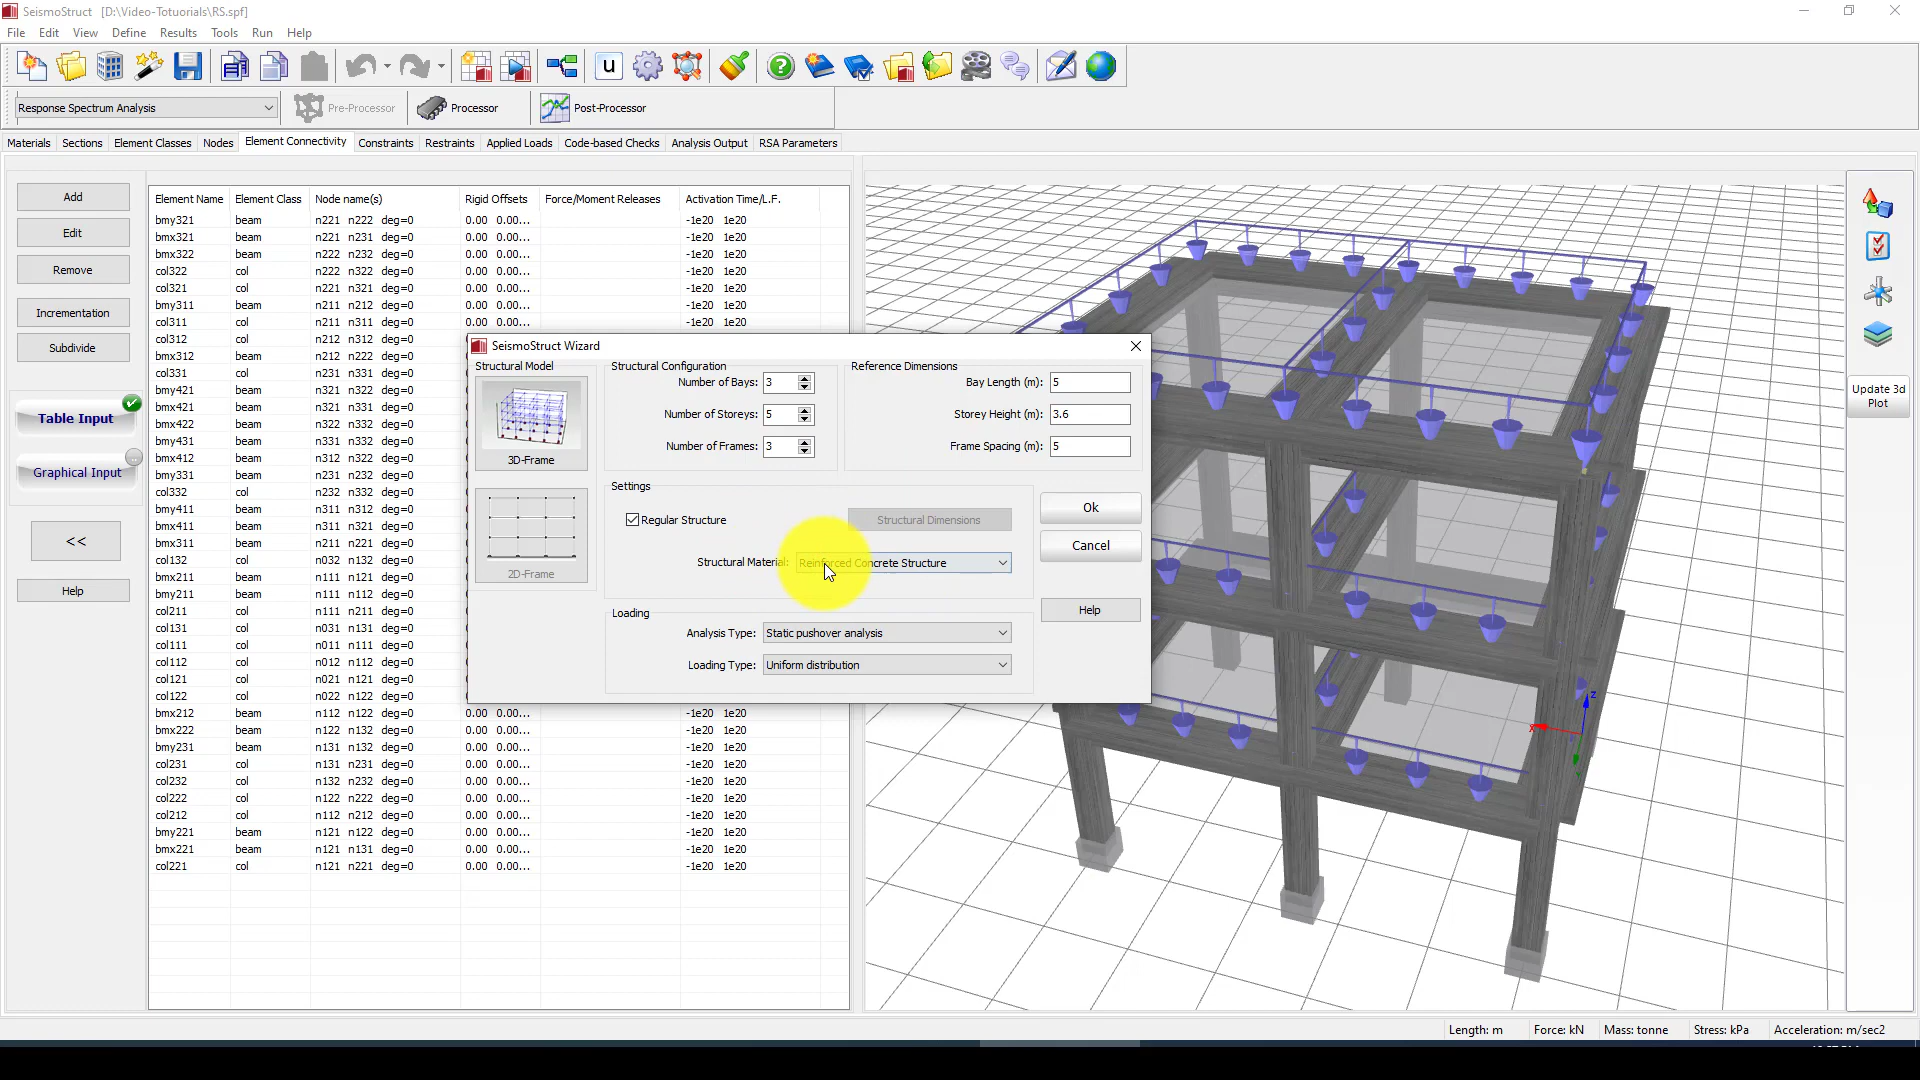 SeismoStruct [D:\Video-Totuorials\RS.spf]
File Edit View Define Results Tools Run Help
u
Response Spectrum Analysis Pre-Processor Processor Post-Processor
Materials Sections Element Classes Nodes Element Connectivity Constraints Restraints Applied Loads Code-based Checks Analysis Output RSA Parameters
Add
Edit
Remove
Incrementation
Subdivide
Table Input
Graphical Input
<<
Help
Element Name Element Class Node name(s) Rigid Offsets Force/Moment Releases Activation Time/L.F.
bmy321 beam n221 n222 deg=0 0.00 0.00... -1e20 1e20
bmx321 beam n221 n231 deg=0 0.00 0.00... -1e20 1e20
bmx322 beam n222 n232 deg=0 0.00 0.00... -1e20 1e20
col322 col n222 n322 deg=0 0.00 0.00... -1e20 1e20
col321 col n221 n321 deg=0 0.00 0.00... -1e20 1e20
bmy311 beam n211 n212 deg=0 0.00 0.00... -1e20 1e20
col311 col n211 n311 deg=0 0.00 0.00... -1e20 1e20
col312 col n212 n312 deg=0
bmx312 beam n212 n222 deg=0
col331 col n231 n331 deg=0
bmy421 beam n321 n322 deg=0
bmx421 beam n321 n331 deg=0
bmx422 beam n322 n332 deg=0
bmy431 beam n331 n332 deg=0
bmx412 beam n312 n322 deg=0
bmy331 beam n231 n232 deg=0
col332 col n232 n332 deg=0
bmy411 beam n311 n312 deg=0
bmx411 beam n311 n321 deg=0
bmx311 beam n211 n221 deg=0
col132 col n032 n132 deg=0
bmx211 beam n111 n121 deg=0
bmy211 beam n111 n112 deg=0
col211 col n111 n211 deg=0
col131 col n031 n131 deg=0
col111 col n011 n111 deg=0
col112 col n012 n112 deg=0
col121 col n021 n121 deg=0
col122 col n022 n122 deg=0
bmx212 beam n112 n122 deg=0 0.00 0.00... -1e20 1e20
bmx222 beam n122 n132 deg=0 0.00 0.00... -1e20 1e20
bmy231 beam n131 n132 deg=0 0.00 0.00... -1e20 1e20
col231 col n131 n231 deg=0 0.00 0.00... -1e20 1e20
col232 col n132 n232 deg=0 0.00 0.00... -1e20 1e20
col222 col n122 n222 deg=0 0.00 0.00... -1e20 1e20
col212 col n112 n212 deg=0 0.00 0.00... -1e20 1e20
bmy221 beam n121 n122 deg=0 0.00 0.00... -1e20 1e20
bmx221 beam n121 n131 deg=0 0.00 0.00... -1e20 1e20
col221 col n121 n221 deg=0 0.00 0.00... -1e20 1e20
SeismoStruct Wizard
Structural Model
3D-Frame
2D-Frame
Structural Configuration
Number of Bays: 3
Number of Storeys: 5
Number of Frames: 3
Reference Dimensions
Bay Length (m): 5
Storey Height (m): 3.6
Frame Spacing (m): 5
Settings
Regular Structure Structural Dimensions
Structural Material: Reinforced Concrete Structure
Loading
Analysis Type: Static pushover analysis
Loading Type: Uniform distribution
Ok
Cancel
Help
Update 3d
Plot
x
z
Length: m Force: kN Mass: tonne Stress: kPa Acceleration: m/sec2